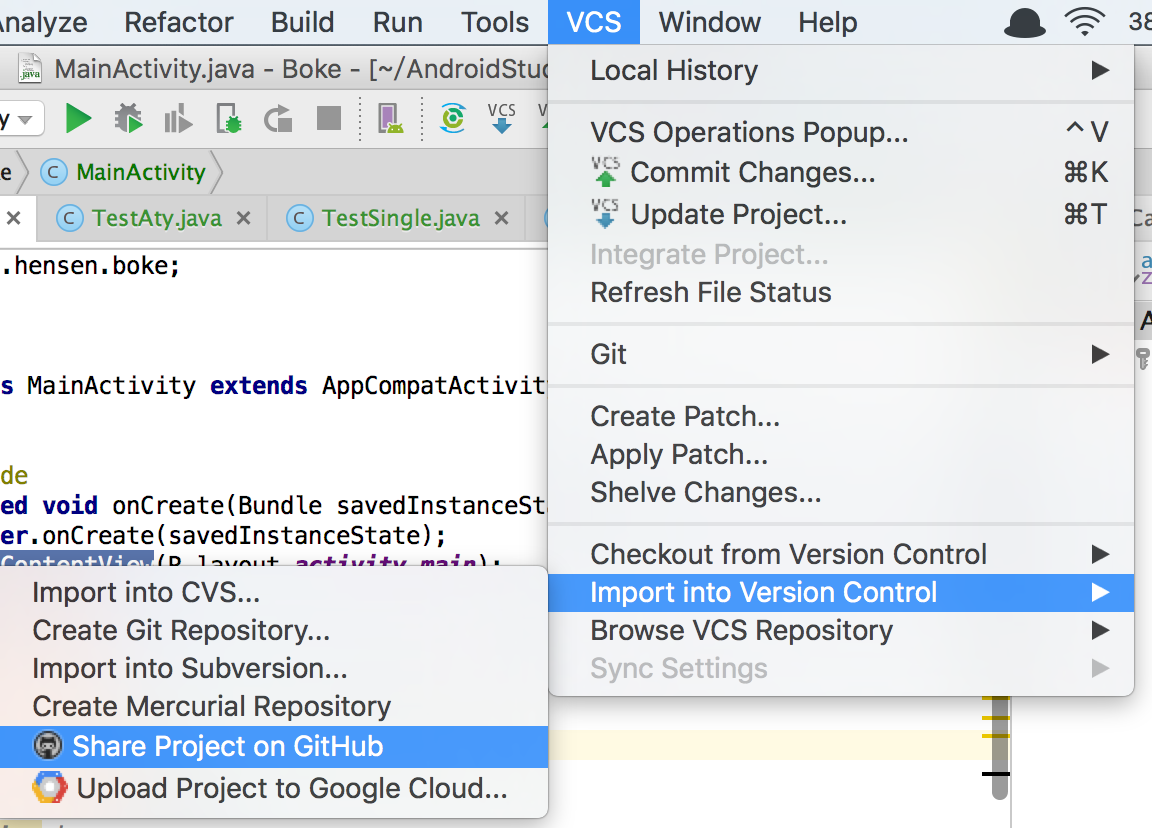 Analyze Refactor Build Run Tools VCS Window Help 38
MainActivity.java - Boke - [~/AndroidStud
VCS
MainActivity
TestAty.java TestSingle.java
.hensen.boke;
s MainActivity extends AppCompatActivit
de
ed void onCreate(Bundle savedInstanceSt
er.onCreate(savedInstanceState);
ContentView(R.layout.activity_main);
Local History
VCS Operations Popup... ^V
VCS Commit Changes... ⌘K
VCS Update Project... ⌘T
Integrate Project...
Refresh File Status
Git
Create Patch...
Apply Patch...
Shelve Changes...
Checkout from Version Control
Import into Version Control
Browse VCS Repository
Sync Settings
Import into CVS...
Create Git Repository...
Import into Subversion...
Create Mercurial Repository
Share Project on GitHub
Upload Project to Google Cloud...